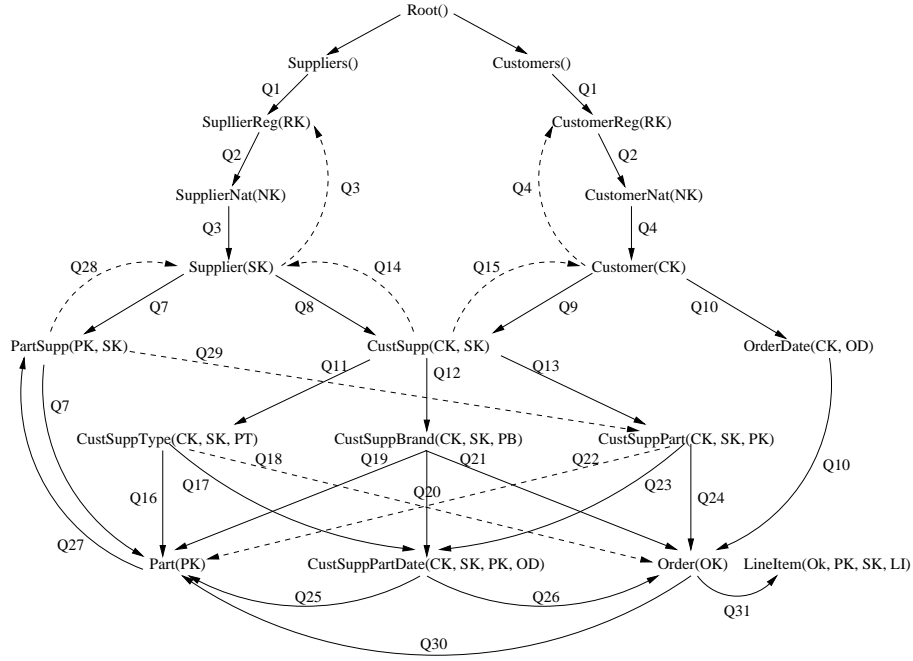 Root()
Suppliers()
Customers()
Q1
Q1
SupllierReg(RK)
CustomerReg(RK)
Q2
Q2
Q3
Q4
SupplierNat(NK)
CustomerNat(NK)
Q3
Q4
Q28
Supplier(SK)
Q14
Q15
Customer(CK)
Q7
Q8
Q9
Q10
PartSupp(PK, SK)
Q29
CustSupp(CK, SK)
OrderDate(CK, OD)
Q11
Q12
Q13
Q7
CustSuppType(CK, SK, PT)
CustSuppBrand(CK, SK, PB)
CustSuppPart(CK, SK, PK)
Q18
Q19
Q21
Q22
Q10
Q16
Q17
Q20
Q23
Q24
Q27
Part(PK)
CustSuppPartDate(CK, SK, PK, OD)
Order(OK)
LineItem(Ok, PK, SK, LI)
Q25
Q26
Q31
Q30